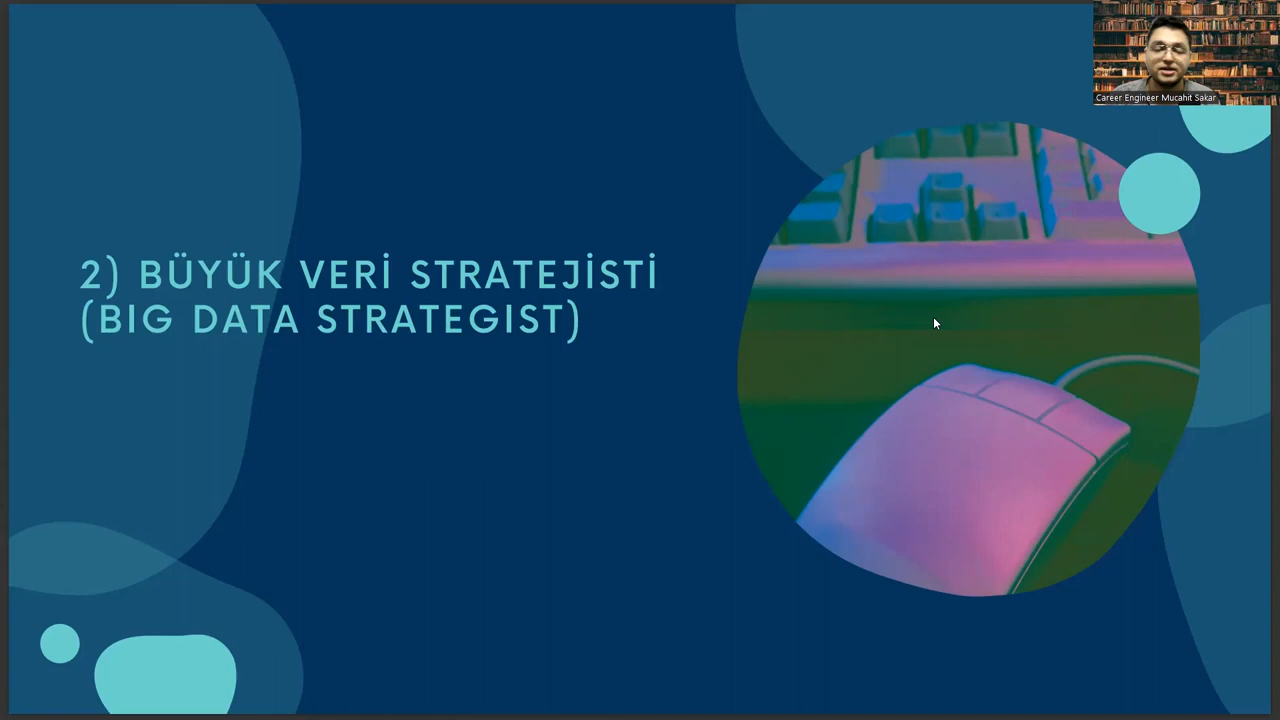 Career Engineer Mucahit Sakar
2) BÜYÜK VERİ STRATEJİSTİ
(BIG DATA STRATEGIST)